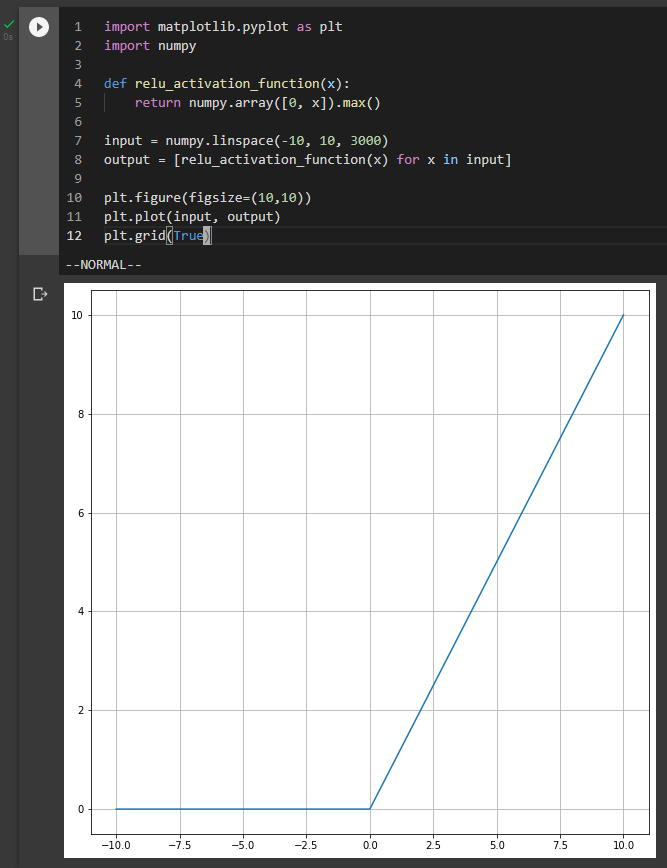 0s
1 import matplotlib.pyplot as plt
2 import numpy
3
4 def relu_activation_function(x):
5     return numpy.array([0, x]).max()
6
7 input = numpy.linspace(-10, 10, 3000)
8 output = [relu_activation_function(x) for x in input]
9
10 plt.figure(figsize=(10,10))
11 plt.plot(input, output)
12 plt.grid(True)
--NORMAL--
10
8
6
4
2
0
−10.0 −7.5 −5.0 −2.5 0.0 2.5 5.0 7.5 10.0